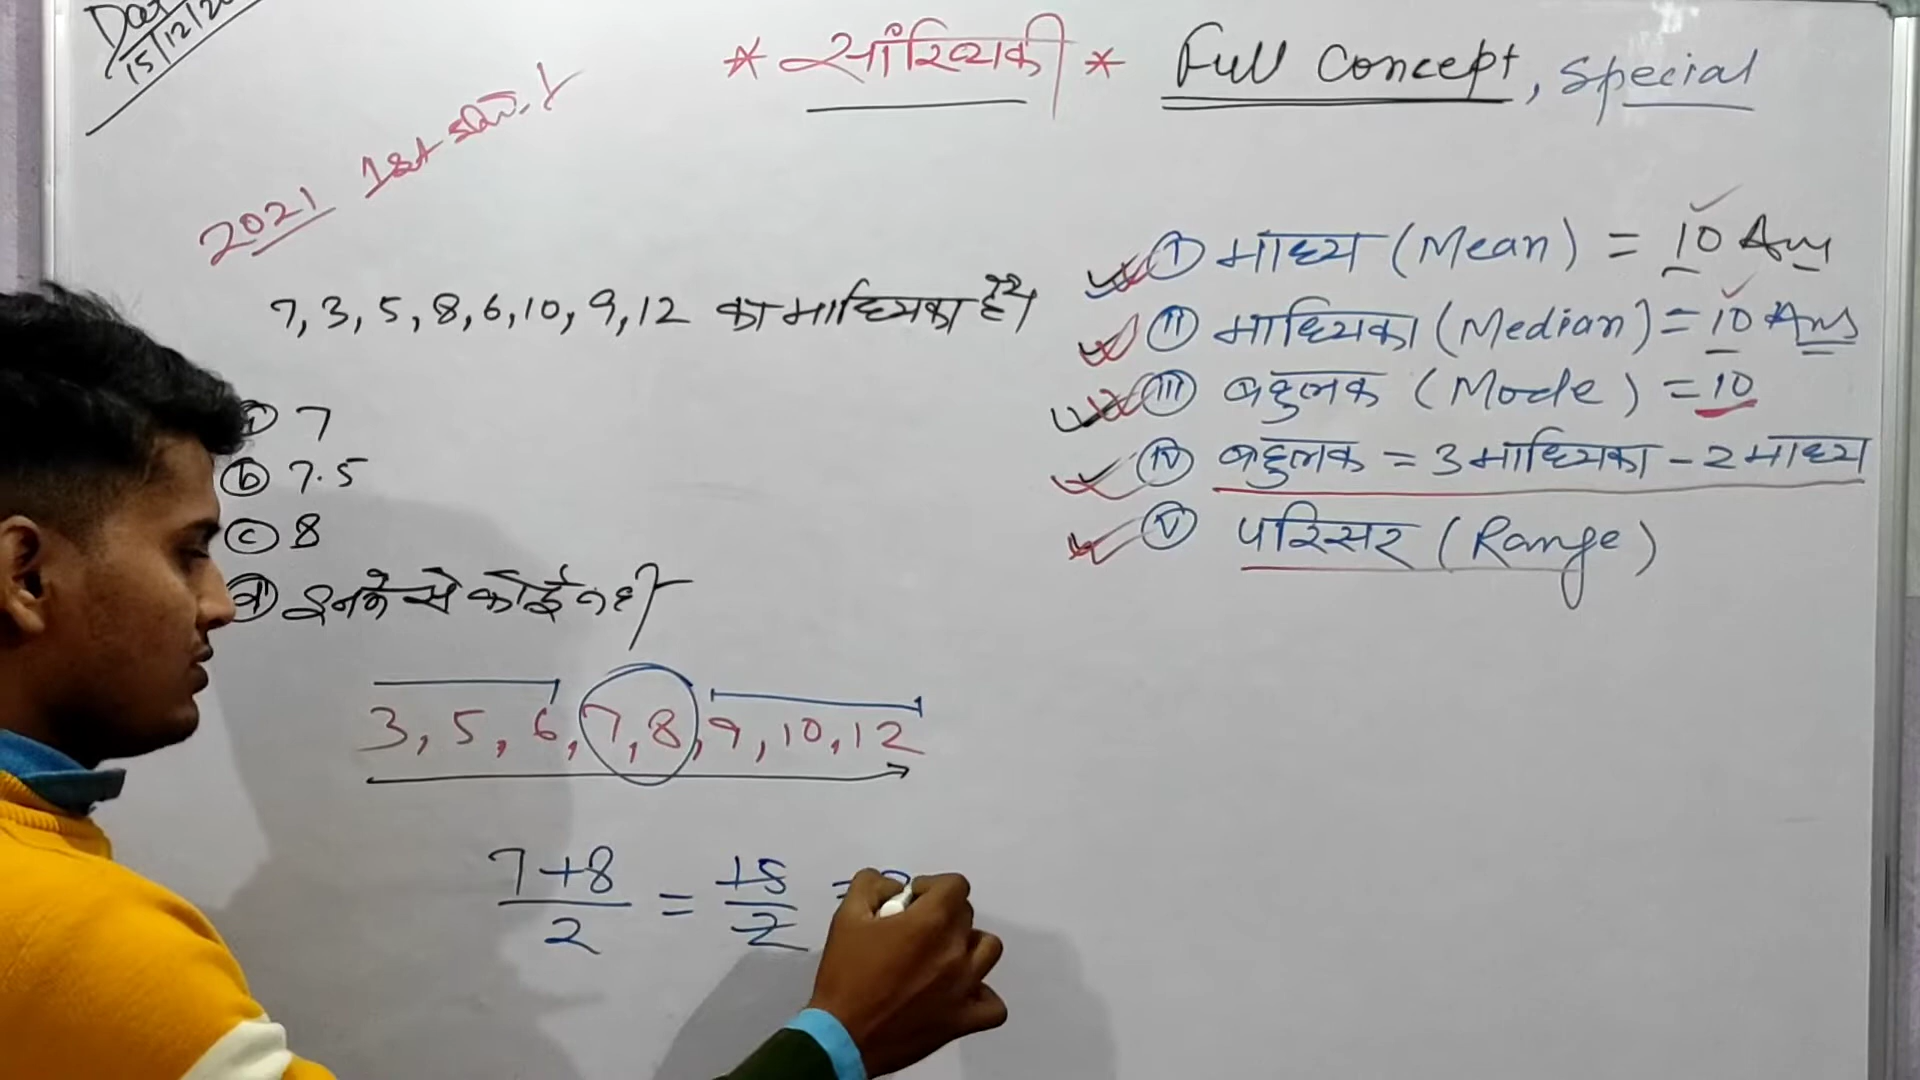 15/12/20
* सांख्यिकी * Full Concept, Special
2021 1st
7, 3, 5, 8, 6, 10, 9, 12 का माध्यिका है?
7
ⓑ 7.5
ⓒ 8
इनमें से कोई नहीं
3, 5, 6, 7, 8, 9, 10, 12
7+8/2 = 15/2 =
Ⓘ माध्य (Mean) = 10 Ans
Ⓘⓘ माध्यिका (Median) = 10 Ans
ⓘⓘⓘ बहुलक (Mode) = 10
ⓘⓥ बहुलक = 3 माध्यिका - 2 माध्य
Ⓥ परिसर (Range)